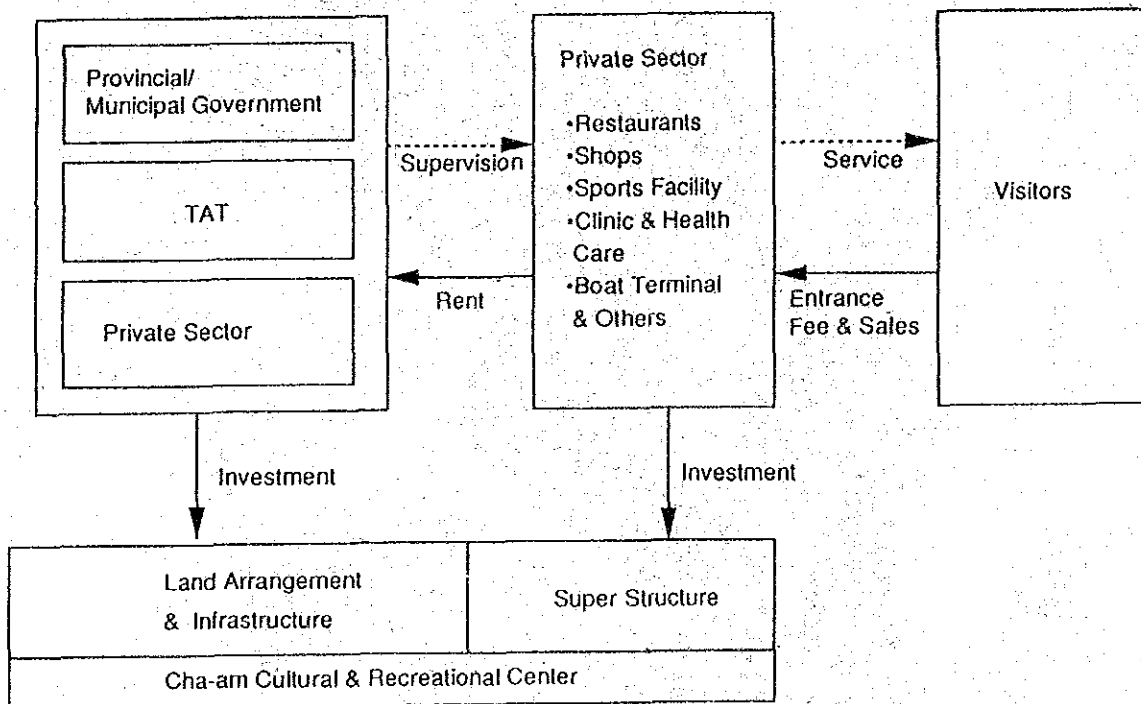 Provincial/
Municipal Government
TAT
Private Sector
Supervision
Rent
Private Sector
•Restaurants
•Shops
•Sports Facility
•Clinic & Health
Care
•Boat Terminal
& Others
Service
Entrance
Fee & Sales
Visitors
Investment
Investment
Land Arrangement
& Infrastructure
Super Structure
Cha-am Cultural & Recreational Center